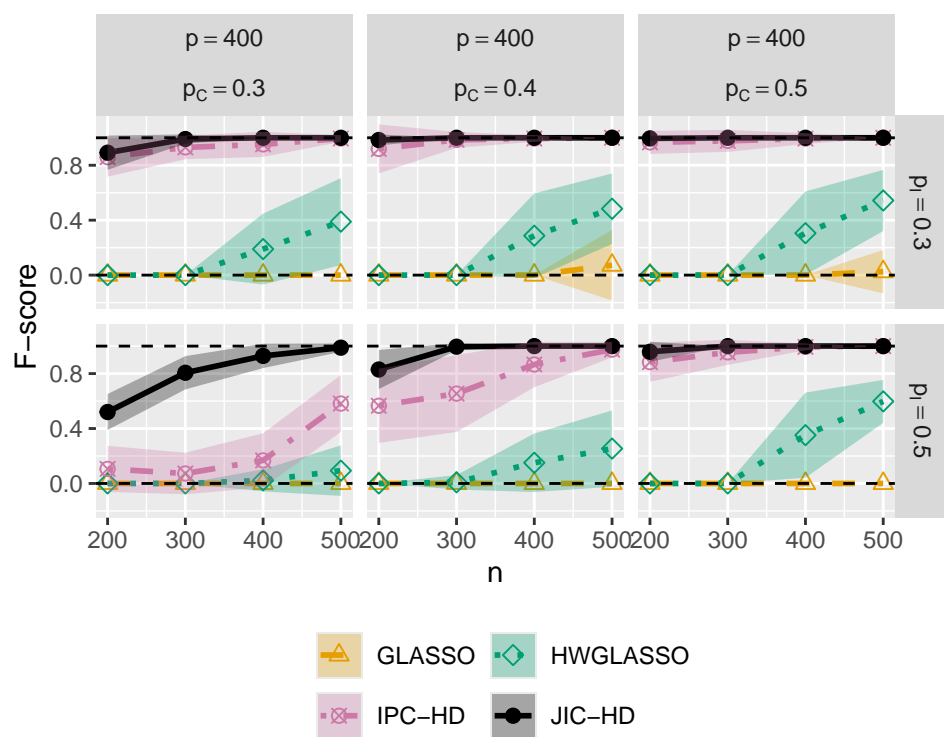 p = 400 p = 400 p = 400
p_C = 0.3 p_C = 0.4 p_C = 0.5
0.8
0.4
0.0
p_I = 0.3
F−score
0.8
0.4
0.0
p_I = 0.5
200 300 400 500 200 300 400 500 200 300 400 500
n
GLASSO HWGLASSO
IPC−HD JIC−HD